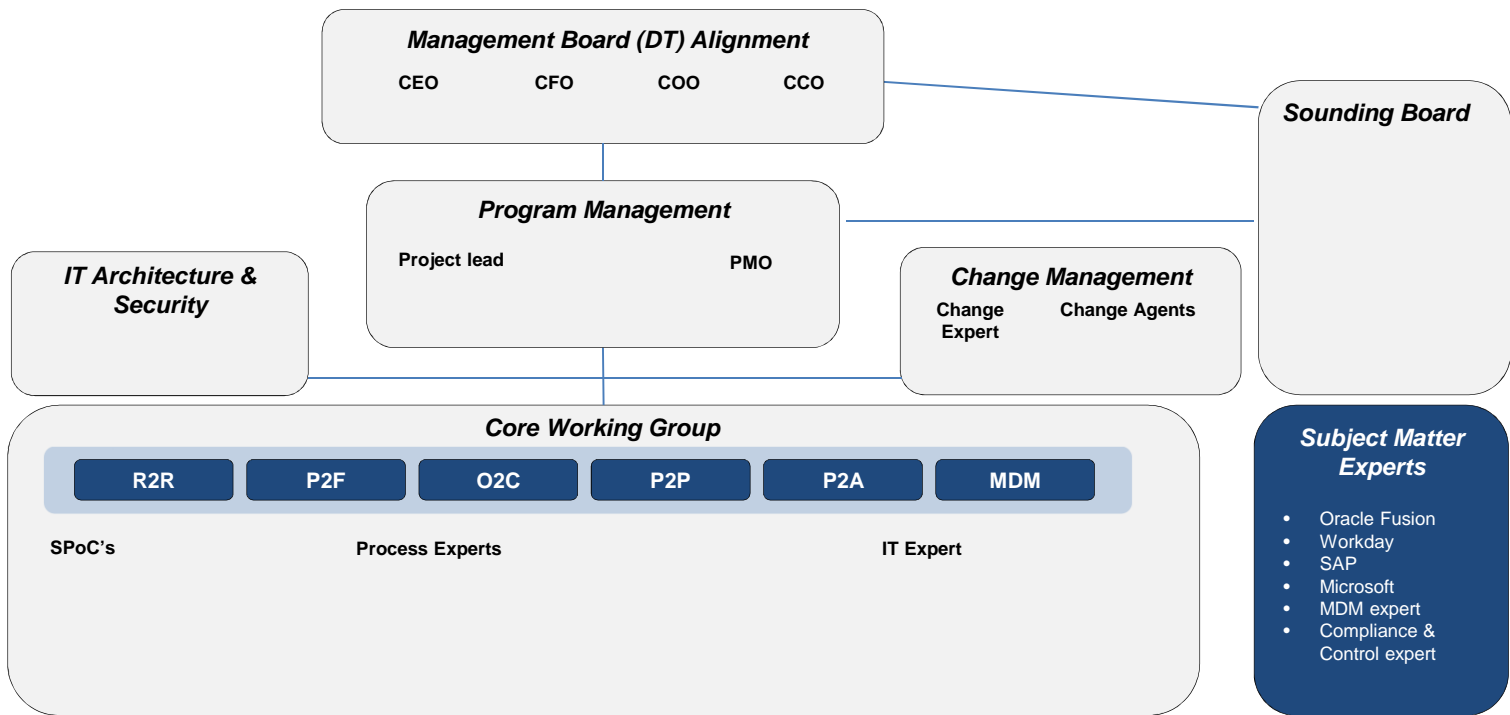 Management Board (DT) Alignment
CEO CFO COO CCO
Sounding Board
Program Management
Project lead PMO
IT Architecture &
Security
Change Management
Change
Expert
Change Agents
Core Working Group
R2R P2F O2C P2P P2A MDM
SPoC’s Process Experts IT Expert
Subject Matter
Experts
• Oracle Fusion
• Workday
• SAP
• Microsoft
• MDM expert
• Compliance &
Control expert